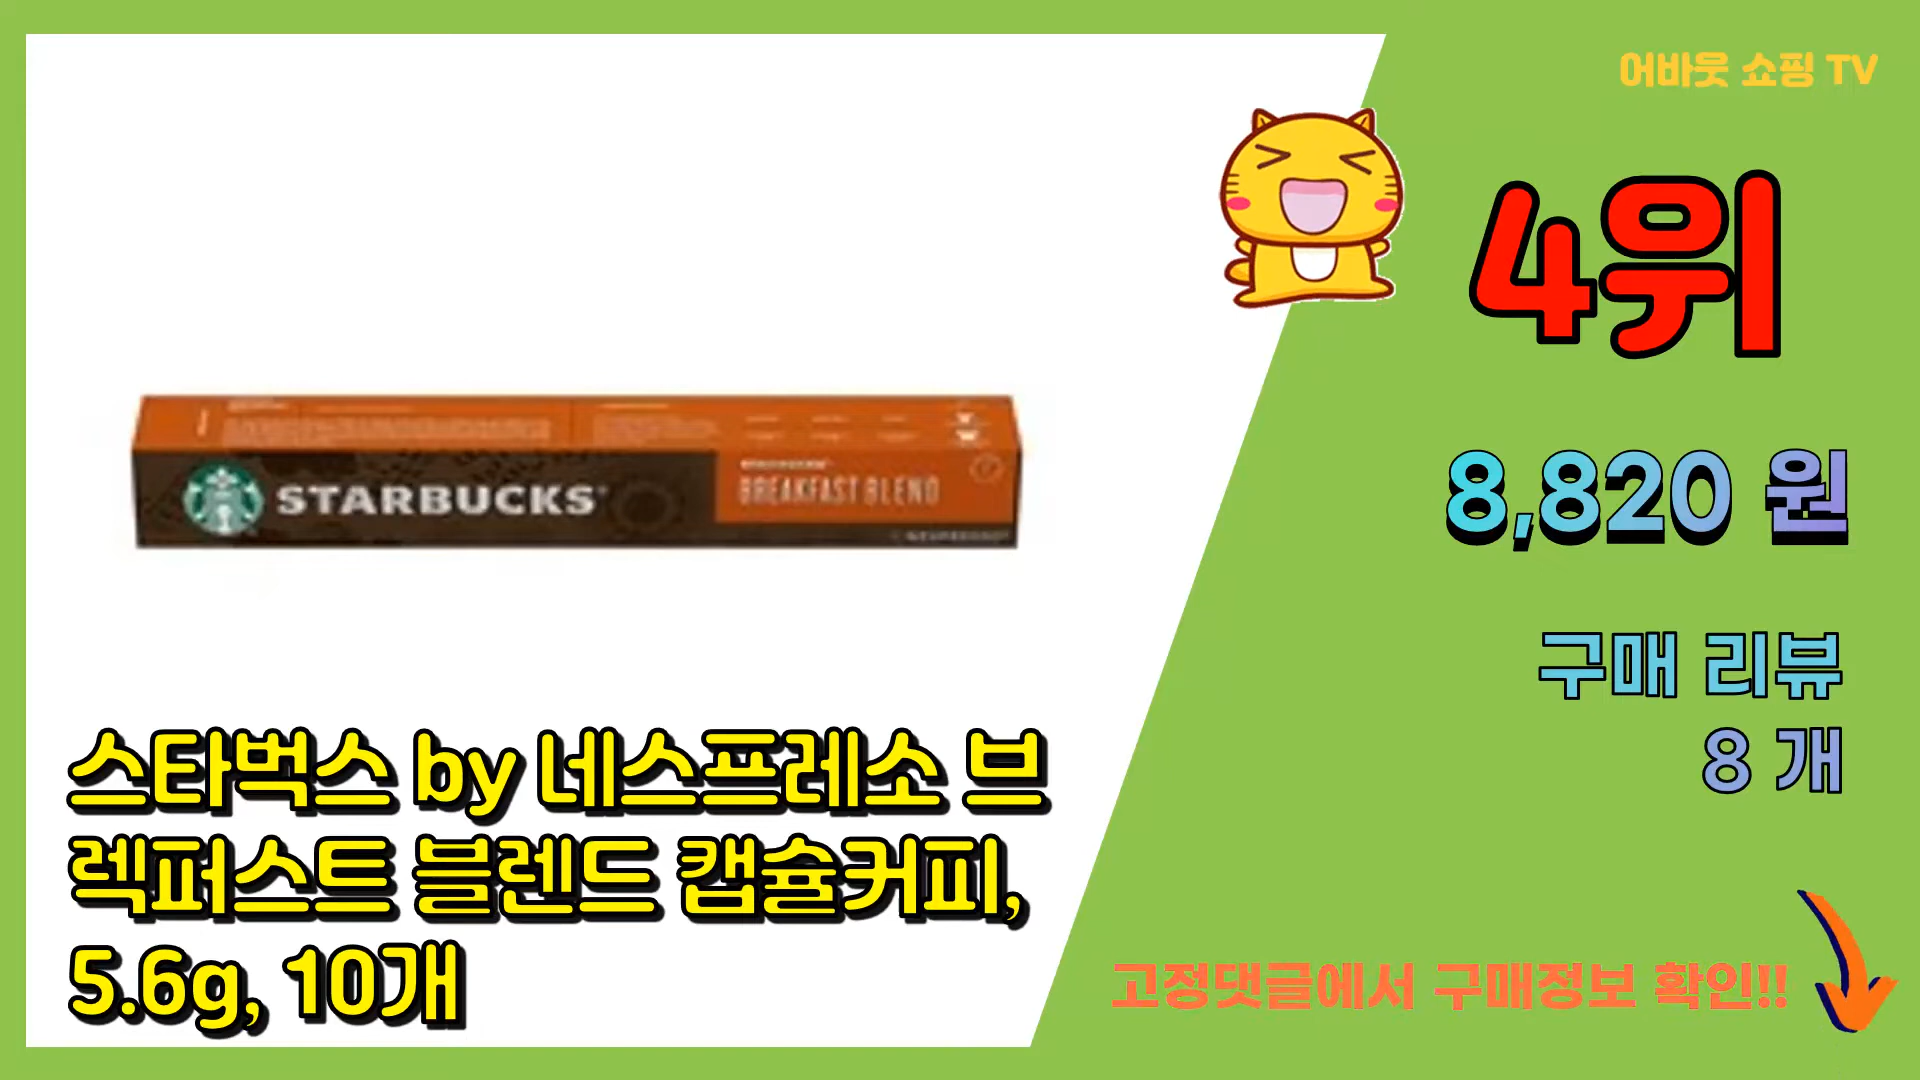 어바웃 쇼핑 TV
4위
8,820 원
구매 리뷰
8 개
STARBUCKS
BREAKFAST BLEND
스타벅스 by 네스프레소 브
렉퍼스트 블렌드 캡슐커피,
5.6g, 10개
고정댓글에서 구매정보 확인!!